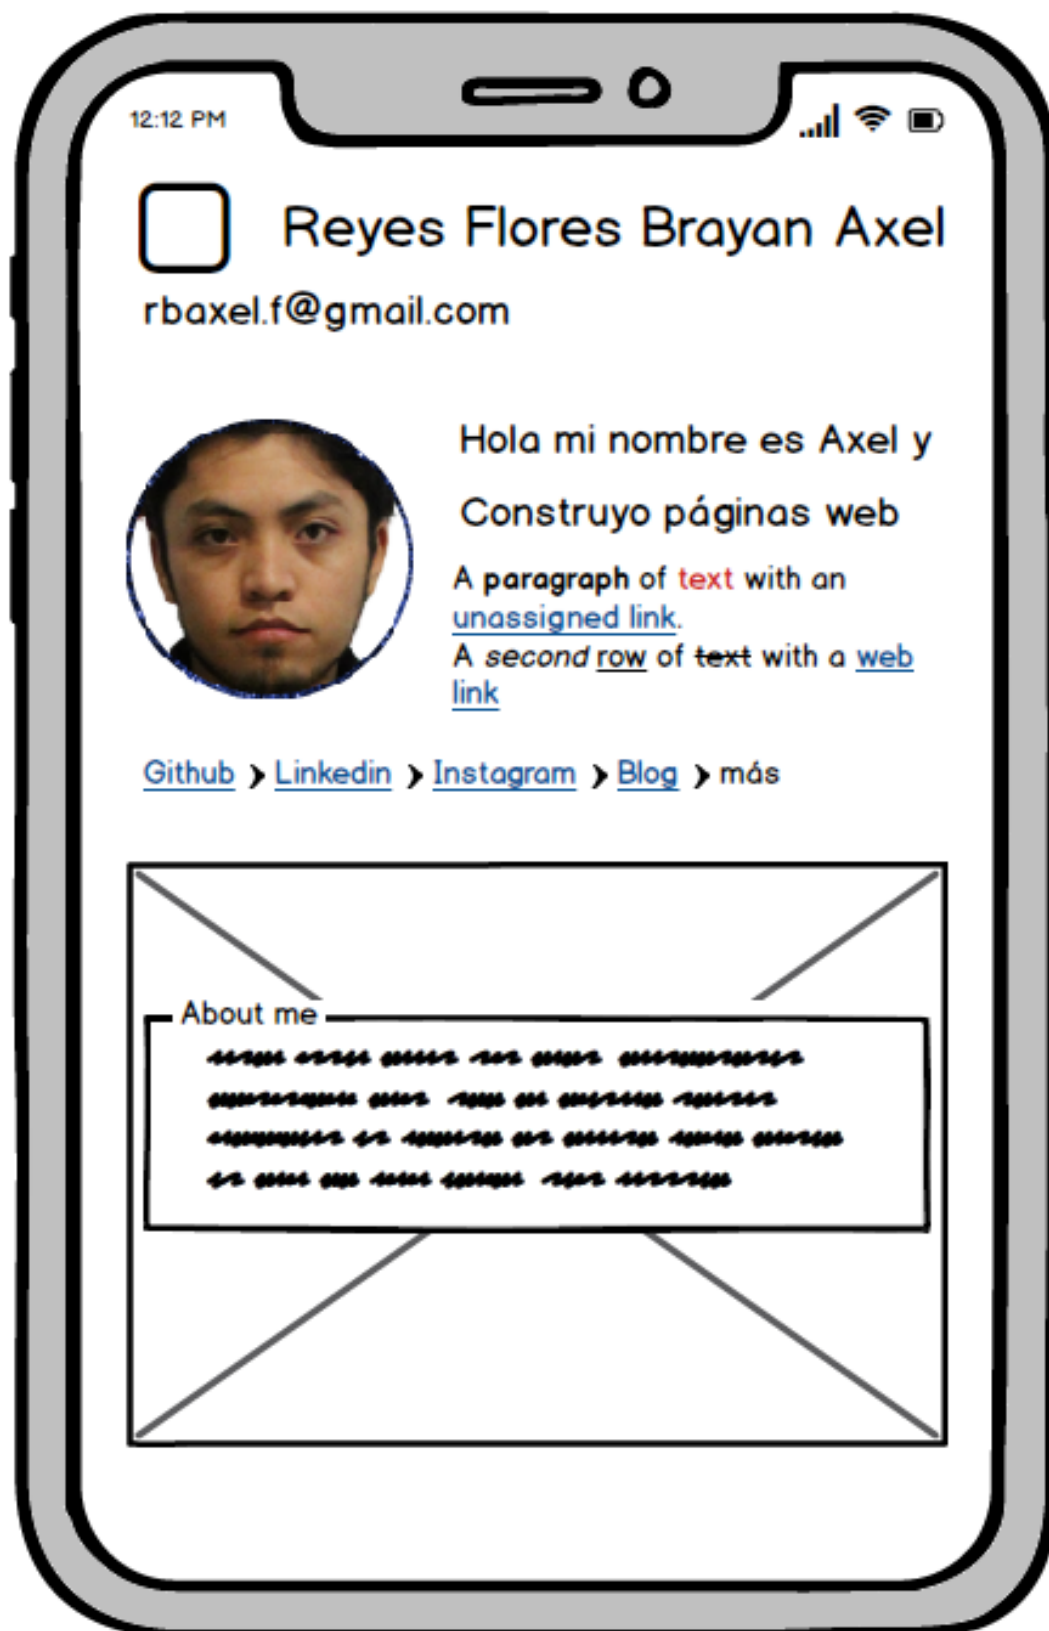 12:12 PM
Reyes Flores Brayan Axel
rbaxel.f@gmail.com
Hola mi nombre es Axel y
Construyo páginas web
A paragraph of text with an
unassigned link.
A second row of text with a web
link
Github ❯ Linkedin ❯ Instagram ❯ Blog ❯ más
About me